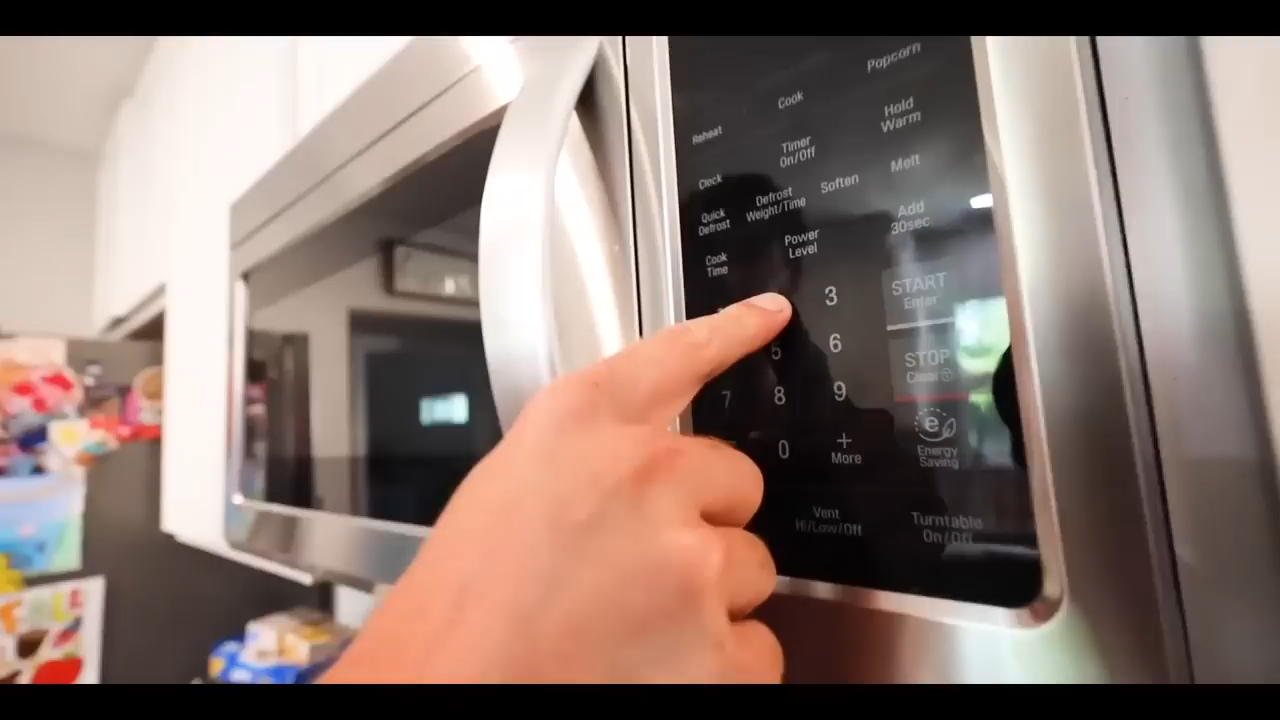 Popcorn
Cook
Hold
Warm
Reheat
Timer
On/Off
Melt
Clock
Soften
Defrost
Weight/Time
Quick
Defrost
Add
30sec
Power
Level
Cook
Time
START
Enter
3
5 6
STOP
Clear
7 8 9
e
Energy
Saving
0
+
More
Vent
Hi/Low/Off
Turntable
On/Off